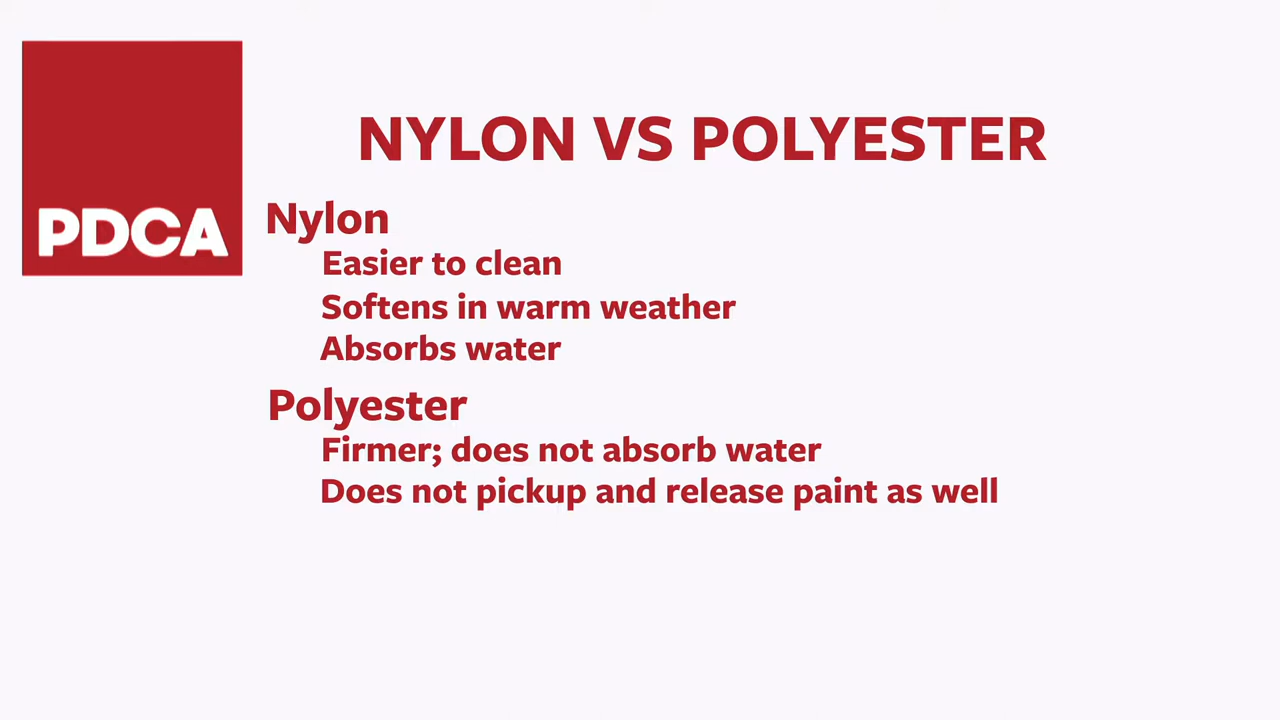 PDCA
NYLON VS POLYESTER
Nylon
Easier to clean
Softens in warm weather
Absorbs water
Polyester
Firmer; does not absorb water
Does not pickup and release paint as well